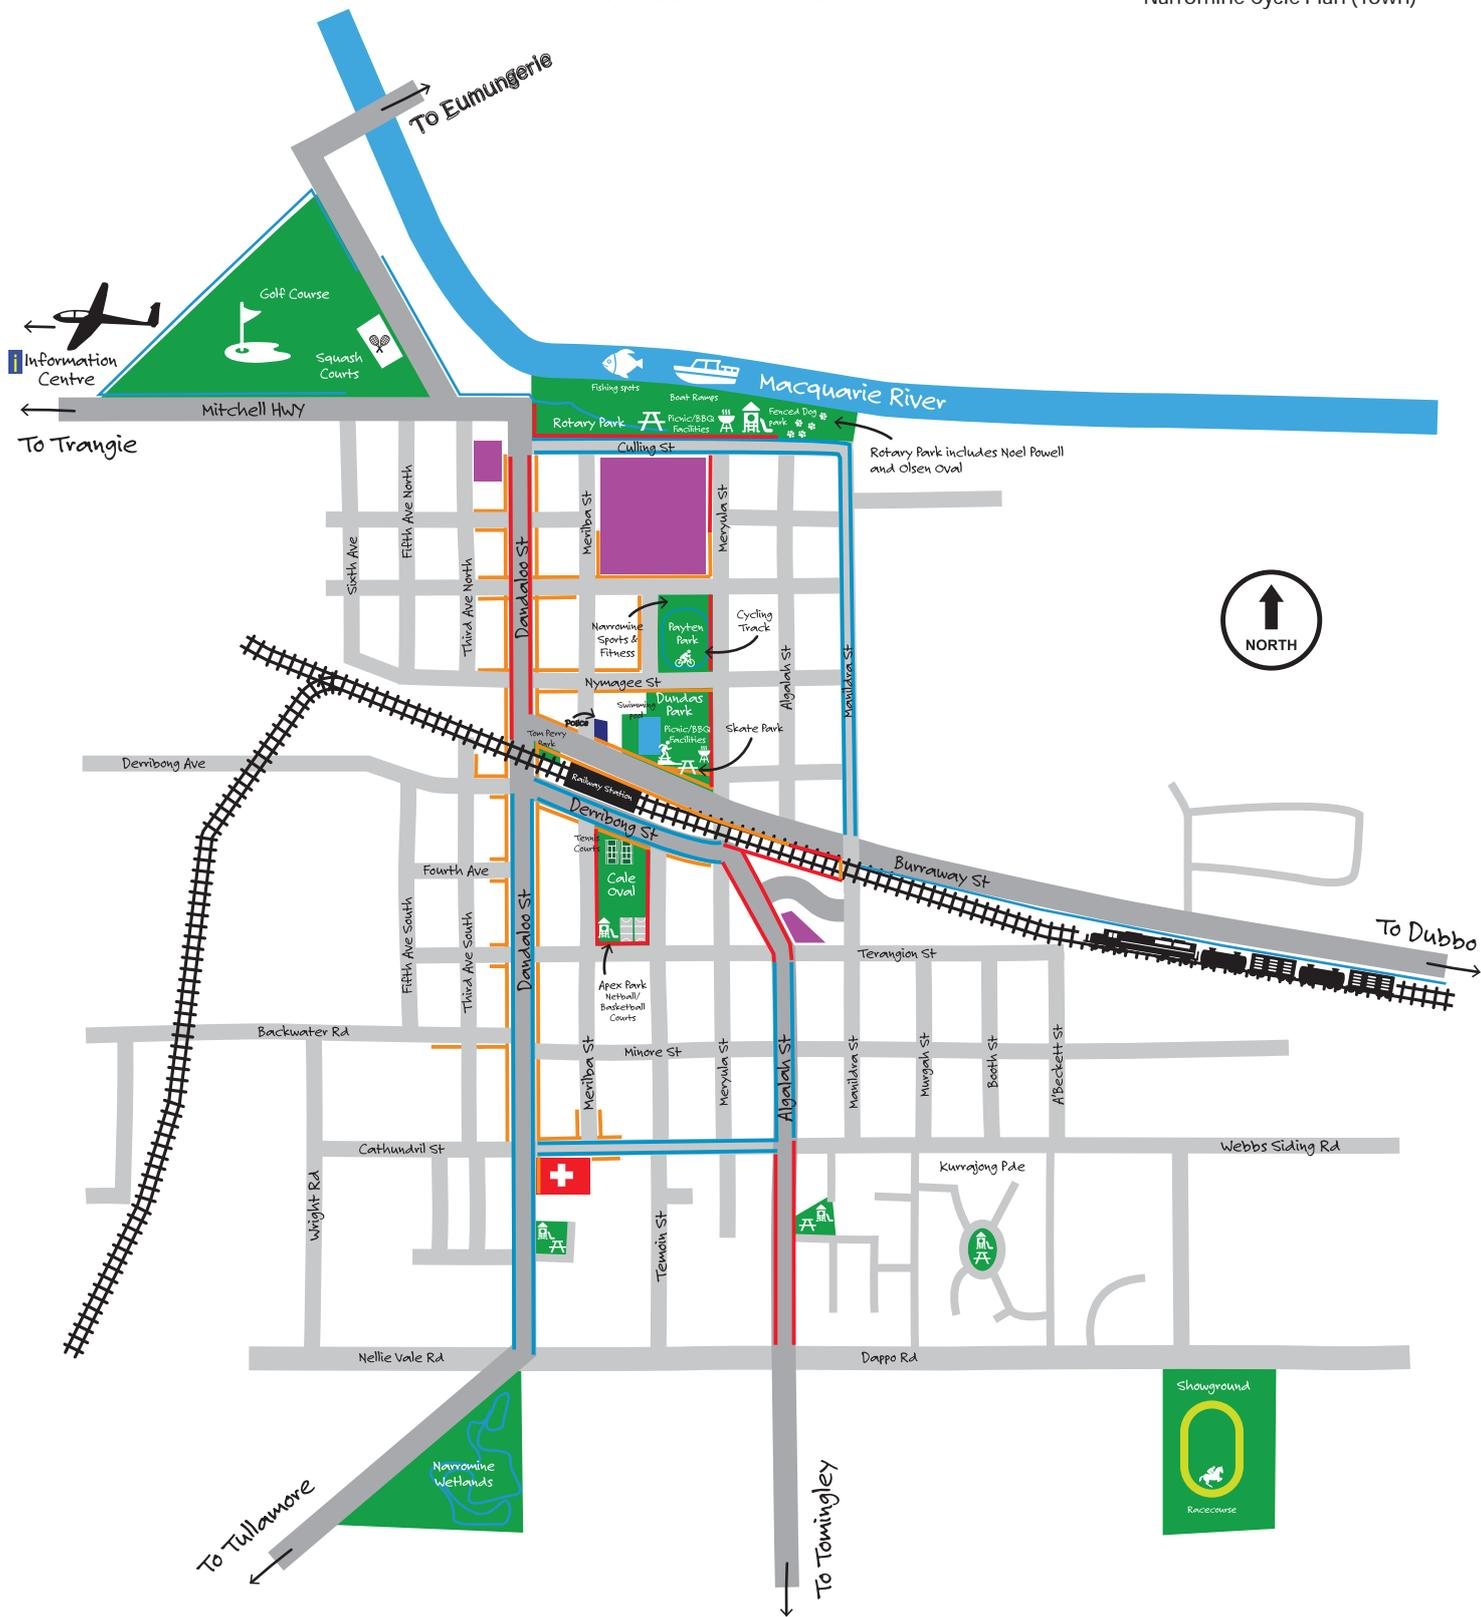 Narromine Cycle Plan (Town)
To Eumungerie
Golf Course
Squash
Courts
i Information
Centre
Mitchell HWY
To Trangie
Fishing spots
Boat Ramps
Macquarie River
Rotary Park
Picnic/BBQ
Facilities
Fenced Dog
park
Culling St
Rotary Park includes Noel Powell
and Olsen Oval
Sixth Ave
Fifth Ave North
Third Ave North
Dandaloo St
Merilba St
Meryula St
Algalah St
Manildra St
Narromine
Sports &
Fitness
Payten
Park
Cycling
Track
NORTH
Nymagee St
Dundas
Park
Swimming
pool
Police
Picnic/BBQ
Facilities
Skate Park
Tom Perry
Park
Railway Station
Derribong Ave
Derribong St
Tennis
Courts
Cale
Oval
Burraway St
To Dubbo
Fourth Ave
Fifth Ave South
Third Ave South
Dandaloo St
Terangion St
Apex Park
Netball/
Basketball
Courts
Backwater Rd
Minore St
Merilba St
Meryula St
Algalah St
Manildra St
Murgah St
Booth St
A'Beckett St
Cathundril St
Webbs Siding Rd
Kurrajong Pde
Wright Rd
Temoin St
Nellie Vale Rd
Dappo Rd
Showground
Racecourse
Narromine
Wetlands
To Tullamore
To Tomingley